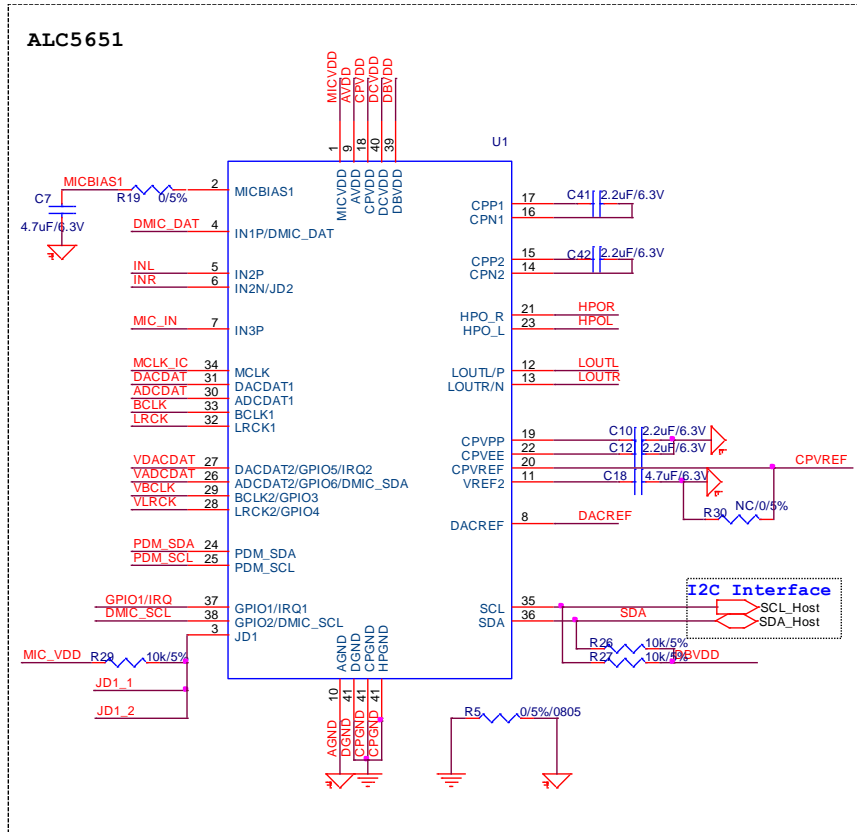 ALC5651
MICVDD
AVDD
CPVDD
DCVDD
DBVDD
1
9
18
40
39
U1
MICVDD
AVDD
CPVDD
DCVDD
DBVDD
MICBIAS1
R19 0/5%
2
MICBIAS1
C7
4.7uF/6.3V
DMIC_DAT
4
IN1P/DMIC_DAT
INL
5
IN2P
INR
6
IN2N/JD2
MIC_IN
7
IN3P
MCLK_IC
34
MCLK
DACDAT
31
DACDAT1
ADCDAT
30
ADCDAT1
BCLK
33
BCLK1
LRCK
32
LRCK1
VDACDAT
27
DACDAT2/GPIO5/IRQ2
VADCDAT
26
ADCDAT2/GPIO6/DMIC_SDA
VBCLK
29
BCLK2/GPIO3
VLRCK
28
LRCK2/GPIO4
PDM_SDA
24
PDM_SDA
PDM_SCL
25
PDM_SCL
GPIO1/IRQ
37
GPIO1/IRQ1
DMIC_SCL
38
GPIO2/DMIC_SCL
3
JD1
MIC_VDD
R29 10k/5%
JD1_1
JD1_2
CPP1
17
C41 2.2uF/6.3V
CPN1
16
CPP2
15
C42 2.2uF/6.3V
CPN2
14
HPO_R
21
HPOR
HPO_L
23
HPOL
LOUTL/P
12
LOUTL
LOUTR/N
13
LOUTR
CPVPP
19
C10 2.2uF/6.3V
CPVEE
22
C12 2.2uF/6.3V
CPVREF
20
CPVREF
VREF2
11
C18 4.7uF/6.3V
R30 NC/0/5%
DACREF
8
DACREF
I2C Interface
SCL
35
SCL_Host
SDA
36
SDA
SDA_Host
R26 10k/5%
R27 10k/5%
DBVDD
AGND
DGND
CPGND
HPGND
10
41
41
41
AGND
DGND
CPGND
CPGND
R5 0/5%/0805